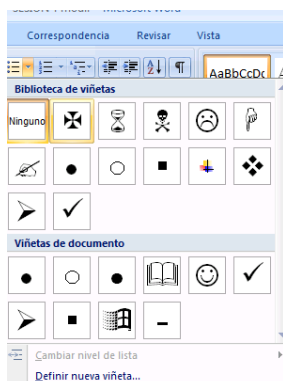 Correspondencia Revisar Vista
AaBbCcDc
Biblioteca de viñetas
Ninguno
Viñetas de documento
Cambiar nivel de lista
Definir nueva viñeta...